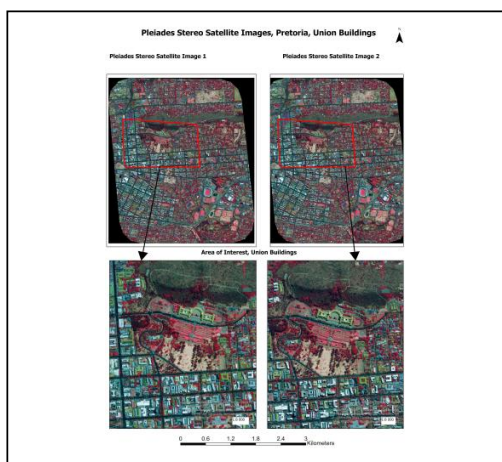 Pleiades Stereo Satellite Images, Pretoria, Union Buildings
Pleiades Stereo Satellite Image 1
Pleiades Stereo Satellite Image 2
Area of Interest, Union Buildings
0 0.6 1.2 1.8 2.4 3
Kilometers